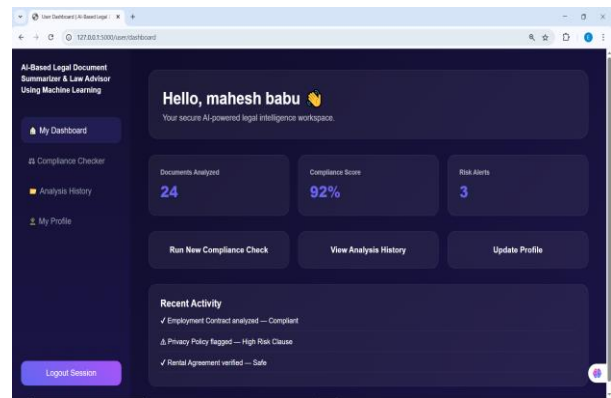 User Dashboard | AI-Based Legal
127.0.0.1:5000/user/dashboard
AI-Based Legal Document
Summarizer & Law Advisor
Using Machine Learning
My Dashboard
Compliance Checker
Analysis History
My Profile
Logout Session
Hello, mahesh babu 👋
Your secure AI-powered legal intelligence workspace.
Documents Analyzed
24
Compliance Score
92%
Risk Alerts
3
Run New Compliance Check
View Analysis History
Update Profile
Recent Activity
✓ Employment Contract analyzed — Compliant
⚠ Privacy Policy flagged — High Risk Clause
✓ Rental Agreement verified — Safe